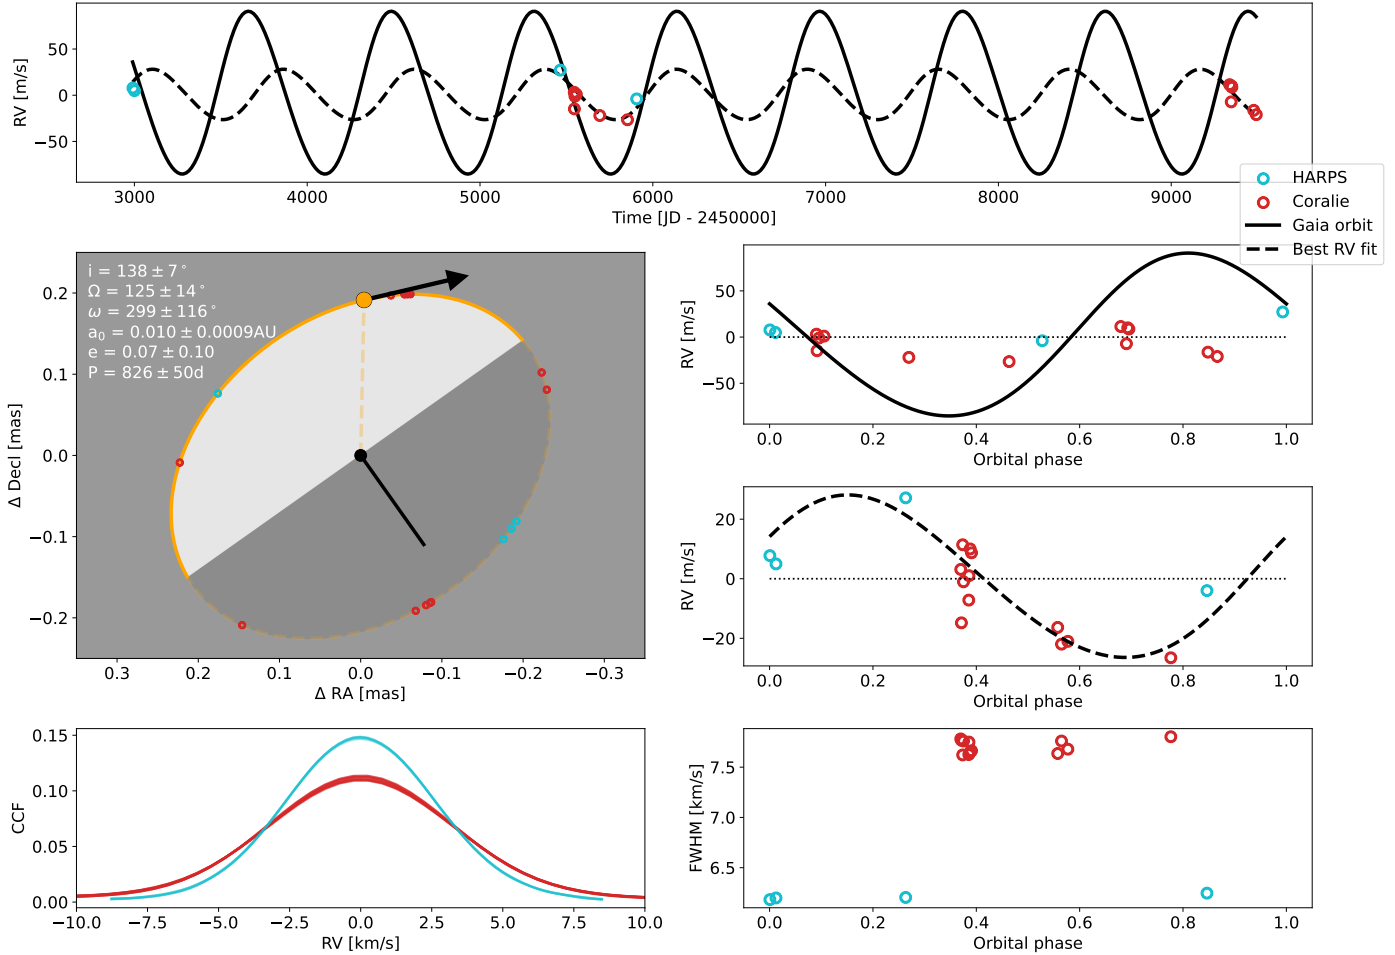 50
0
−50
RV [m/s]
3000 4000 5000 6000 7000 8000 9000
Time [JD - 2450000]
HARPS
Coralie
Gaia orbit
Best RV fit
i = 138 ± 7°
Ω = 125 ± 14°
ω = 299 ± 116°
a₀ = 0.010 ± 0.0009AU
e = 0.07 ± 0.10
P = 826 ± 50d
0.2
0.1
0.0
−0.1
−0.2
Δ Decl [mas]
0.3 0.2 0.1 0.0 −0.1 −0.2 −0.3
Δ RA [mas]
50
0
−50
RV [m/s]
0.0 0.2 0.4 0.6 0.8 1.0
Orbital phase
20
0
−20
RV [m/s]
0.0 0.2 0.4 0.6 0.8 1.0
Orbital phase
0.15
0.10
0.05
0.00
CCF
−10.0 −7.5 −5.0 −2.5 0.0 2.5 5.0 7.5 10.0
RV [km/s]
7.5
6.5
FWHM [km/s]
0.0 0.2 0.4 0.6 0.8 1.0
Orbital phase